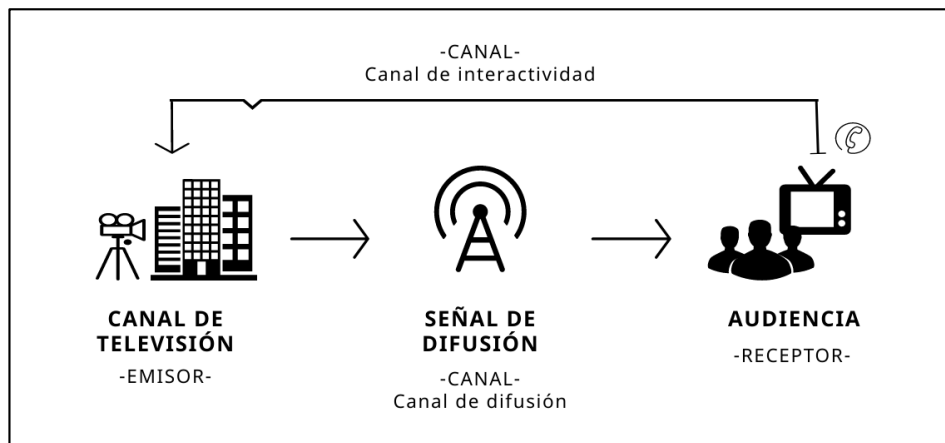 -CANAL-
Canal de interactividad
CANAL DE
TELEVISIÓN
-EMISOR-
SEÑAL DE
DIFUSIÓN
-CANAL-
Canal de difusión
AUDIENCIA
-RECEPTOR-